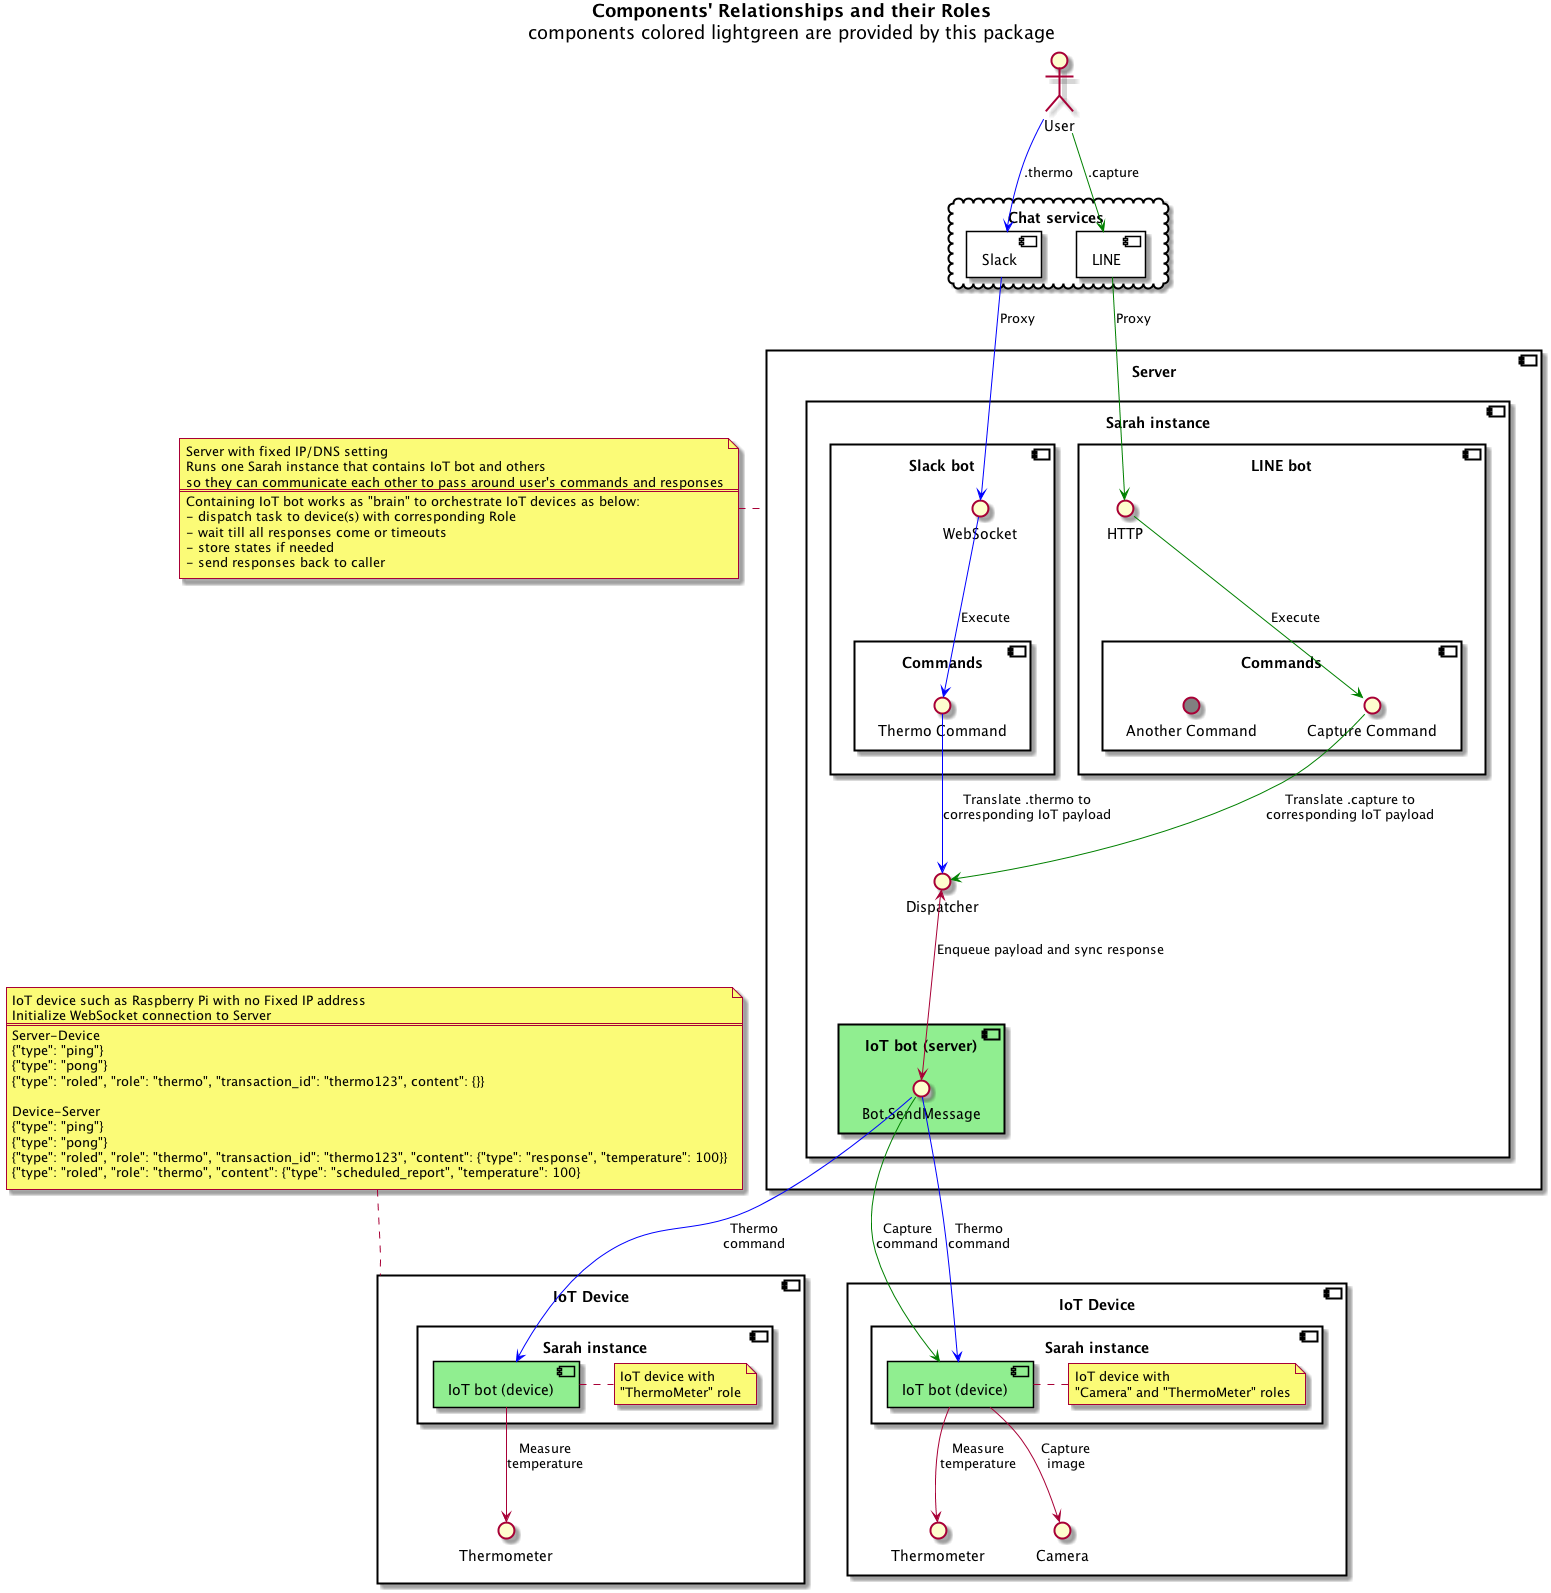 Components' Relationships and their Roles
components colored lightgreen are provided by this package
User
.thermo
.capture
Chat services
Slack
LINE
Proxy
Proxy
Server
Sarah instance
Slack bot
LINE bot
Server with fixed IP/DNS setting
Runs one Sarah instance that contains IoT bot and others
so they can communicate each other to pass around user's commands and responses
Containing IoT bot works as "brain" to orchestrate IoT devices as below:
- dispatch task to device(s) with corresponding Role
- wait till all responses come or timeouts
- store states if needed
- send responses back to caller
WebSocket
HTTP
Execute
Execute
Commands
Commands
Thermo Command
Another Command
Capture Command
Translate .thermo to
corresponding IoT payload
Translate .capture to
corresponding IoT payload
Dispatcher
Enqueue payload and sync response
IoT device such as Raspberry Pi with no Fixed IP address
Initialize WebSocket connection to Server
Server-Device
{"type": "ping"}
{"type": "pong"}
{"type": "roled", "role": "thermo", "transaction_id": "thermo123", content": {}}
Device-Server
{"type": "ping"}
{"type": "pong"}
{"type": "roled", "role": "thermo", "transaction_id": "thermo123", "content": {"type": "response", "temperature": 100}}
{"type": "roled", "role": "thermo", "content": {"type": "scheduled_report", "temperature": 100}
IoT bot (server)
Bot.SendMessage
Thermo
command
Capture
command
Thermo
command
IoT Device
Sarah instance
IoT bot (device)
IoT device with
"ThermoMeter" role
Measure
temperature
Thermometer
IoT Device
Sarah instance
IoT bot (device)
IoT device with
"Camera" and "ThermoMeter" roles
Measure
temperature
Capture
image
Thermometer
Camera